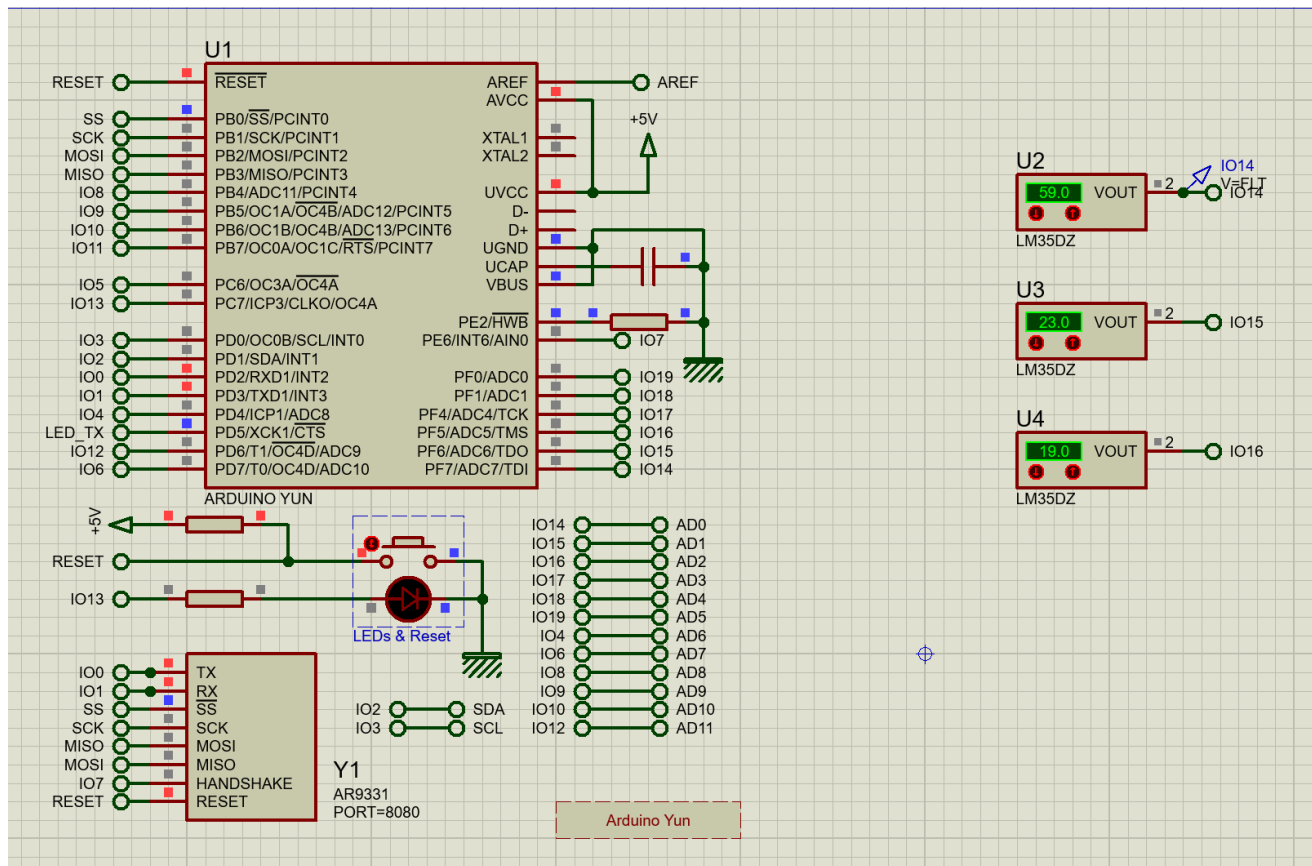 U1
RESET
RESET
AREF
AREF
AVCC
+5V
SS
PB0/SS/PCINT0
SCK
PB1/SCK/PCINT1
XTAL1
MOSI
PB2/MOSI/PCINT2
XTAL2
MISO
PB3/MISO/PCINT3
IO8
PB4/ADC11/PCINT4
UVCC
IO9
PB5/OC1A/OC4B/ADC12/PCINT5
D-
IO10
PB6/OC1B/OC4B/ADC13/PCINT6
D+
IO11
PB7/OC0A/OC1C/RTS/PCINT7
UGND
UCAP
IO5
PC6/OC3A/OC4A
VBUS
IO13
PC7/ICP3/CLKO/OC4A
PE2/HWB
IO3
PD0/OC0B/SCL/INT0
PE6/INT6/AIN0
IO7
IO2
PD1/SDA/INT1
IO0
PD2/RXD1/INT2
PF0/ADC0
IO19
IO1
PD3/TXD1/INT3
PF1/ADC1
IO18
IO4
PD4/ICP1/ADC8
PF4/ADC4/TCK
IO17
LED_TX
PD5/XCK1/CTS
PF5/ADC5/TMS
IO16
IO12
PD6/T1/OC4D/ADC9
PF6/ADC6/TDO
IO15
IO6
PD7/T0/OC4D/ADC10
PF7/ADC7/TDI
IO14
ARDUINO YUN
U2
59.0
VOUT
2
IO14
V=FLT
IO14
LM35DZ
U3
23.0
VOUT
2
IO15
LM35DZ
U4
19.0
VOUT
2
IO16
LM35DZ
+5V
RESET
IO13
LEDs & Reset
IO14 AD0
IO15 AD1
IO16 AD2
IO17 AD3
IO18 AD4
IO19 AD5
IO4 AD6
IO6 AD7
IO8 AD8
IO9 AD9
IO10 AD10
IO12 AD11
IO2 SDA
IO3 SCL
IO0 TX
IO1 RX
SS SS
SCK SCK
MISO MOSI
MOSI MISO
IO7 HANDSHAKE
RESET RESET
Y1
AR9331
PORT=8080
Arduino Yun